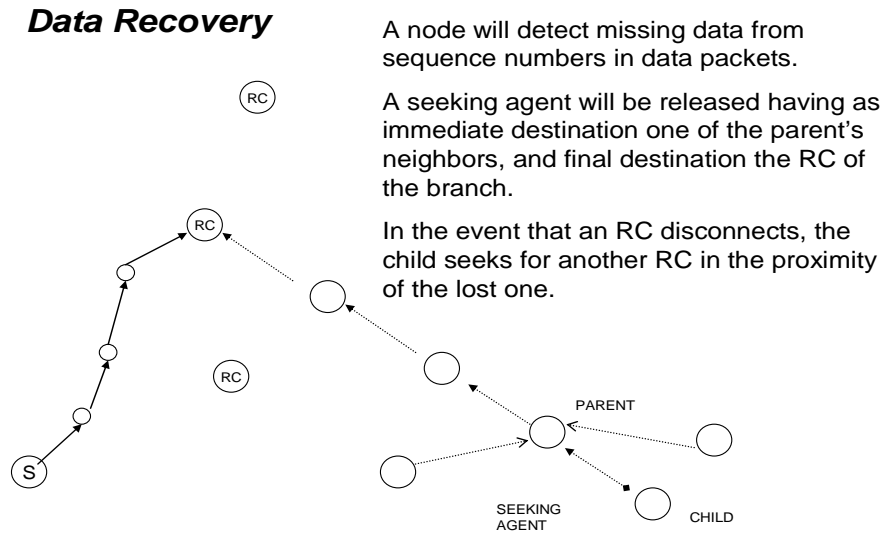 Data Recovery
A node will detect missing data from
sequence numbers in data packets.
A seeking agent will be released having as
immediate destination one of the parent's
neighbors, and final destination the RC of
the branch.
In the event that an RC disconnects, the
child seeks for another RC in the proximity
of the lost one.
RC
RC
RC
PARENT
S
SEEKING
AGENT
CHILD